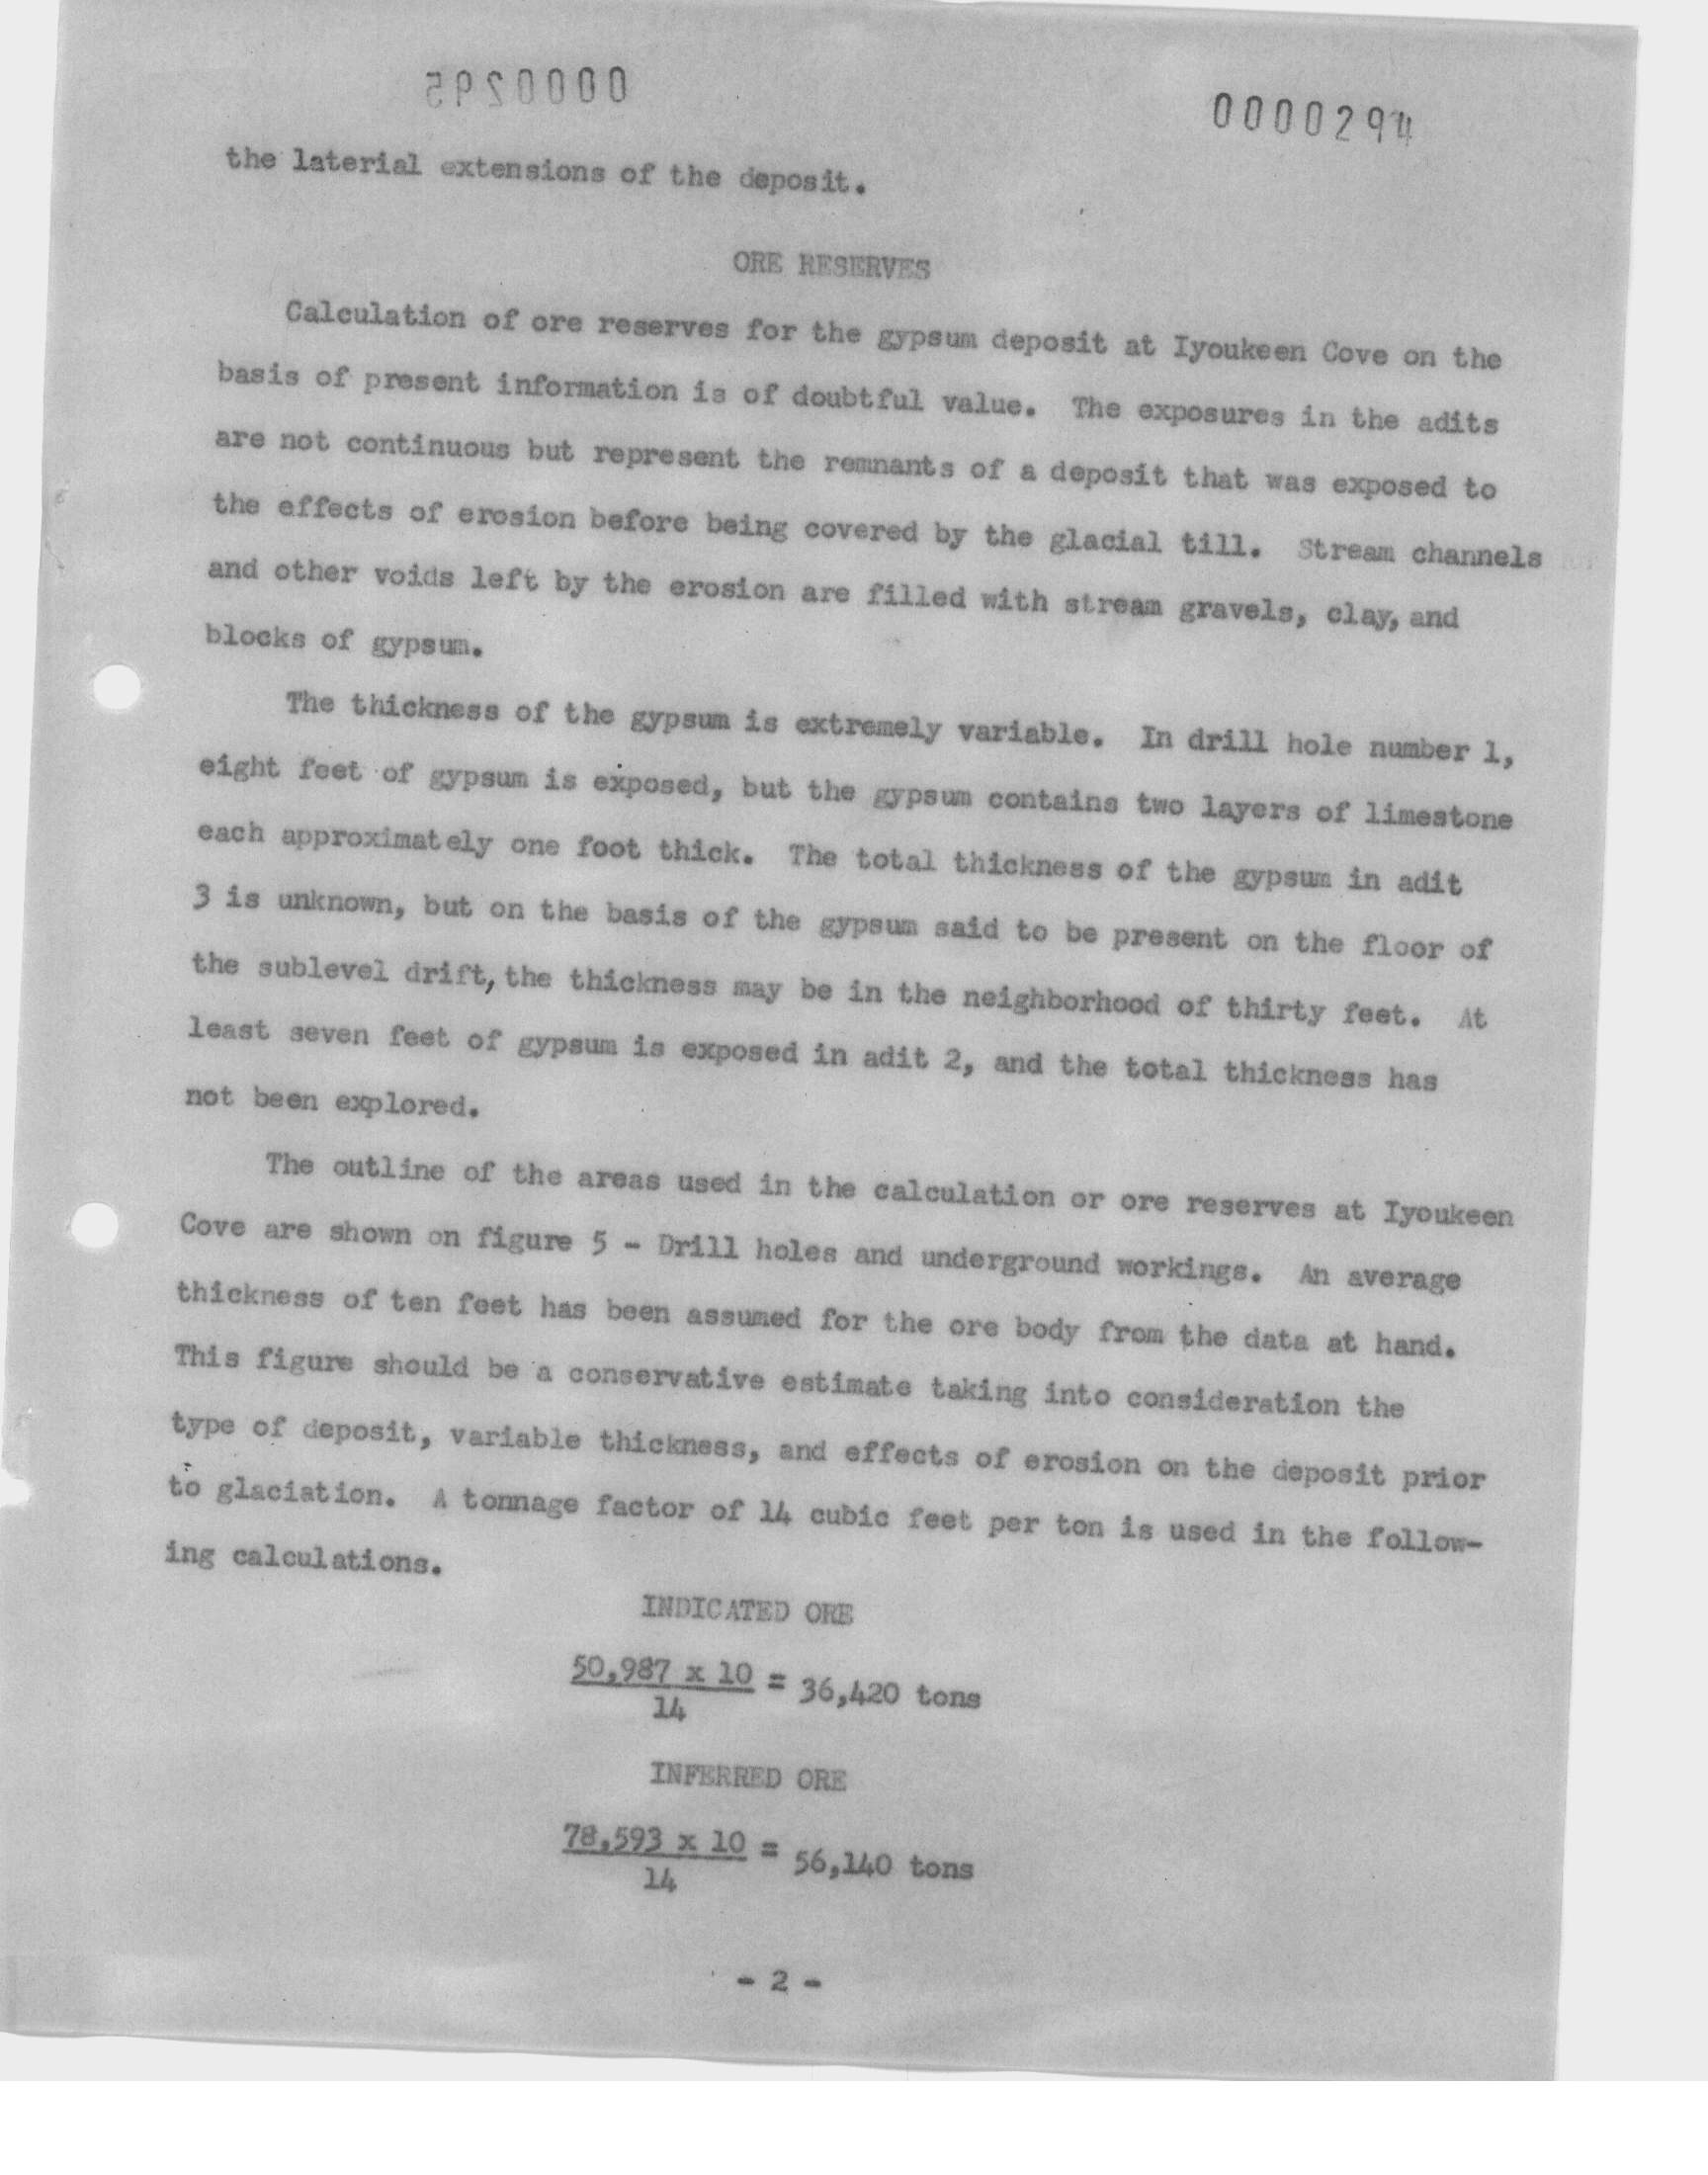 0000295
0000294
the laterial extensions of the deposit.
ORE RESERVES
Calculation of ore reserves for the gypsum deposit at Iyoukeen Cove on the
basis of present information is of doubtful value. The exposures in the adits
are not continuous but represent the remnants of a deposit that was exposed to
the effects of erosion before being covered by the glacial till. Stream channels
and other voids left by the erosion are filled with stream gravels, clay, and
blocks of gypsum.
The thickness of the gypsum is extremely variable. In drill hole number 1,
eight feet of gypsum is exposed, but the gypsum contains two layers of limestone
each approximately one foot thick. The total thickness of the gypsum in adit
3 is unknown, but on the basis of the gypsum said to be present on the floor of
the sublevel drift, the thickness may be in the neighborhood of thirty feet. At
least seven feet of gypsum is exposed in adit 2, and the total thickness has
not been explored.
The outline of the areas used in the calculation or ore reserves at Iyoukeen
Cove are shown on figure 5 - Drill holes and underground workings. An average
thickness of ten feet has been assumed for the ore body from the data at hand.
This figure should be a conservative estimate taking into consideration the
type of deposit, variable thickness, and effects of erosion on the deposit prior
to glaciation. A tonnage factor of 14 cubic feet per ton is used in the follow-
ing calculations.
INDICATED ORE
50,987 x 10 = 36,420 tons
14
INFERRED ORE
78,593 x 10 = 56,140 tons
14
- 2 -